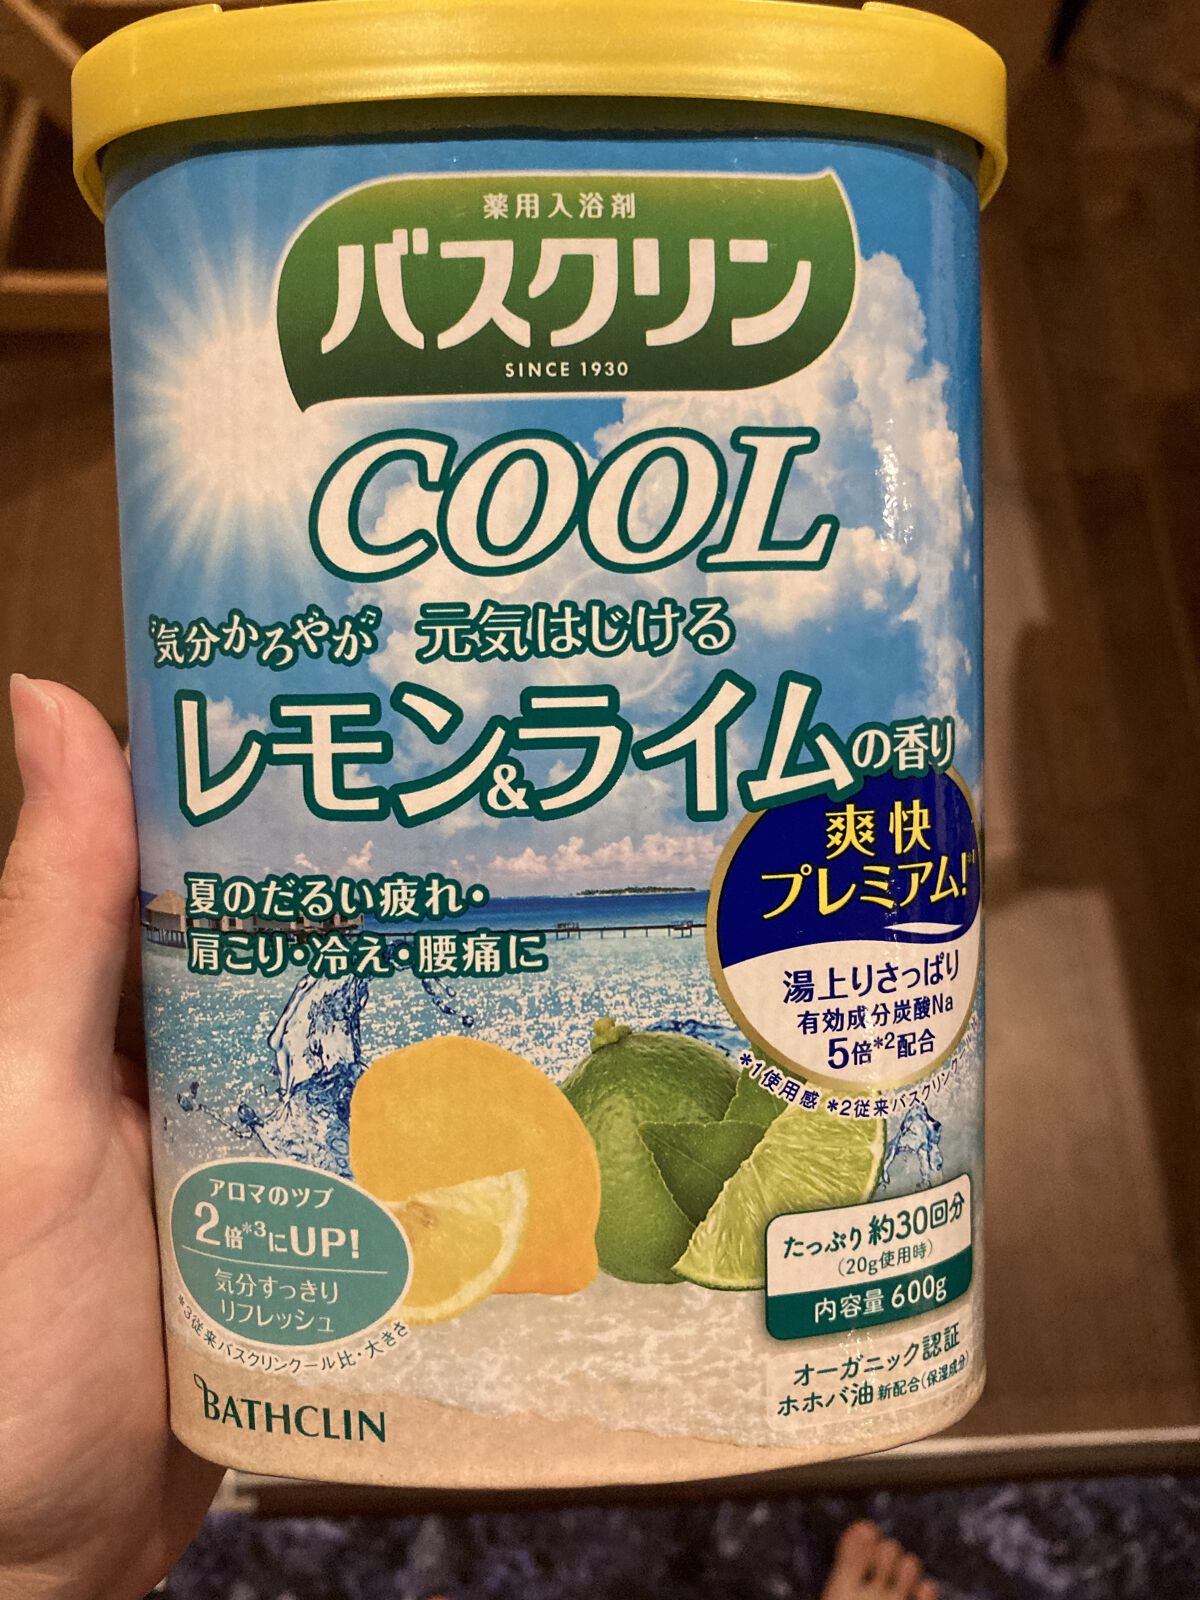 薬用入浴剤
バスクリン
SINCE 1930
COOL
"気分かろやか" 元気はじける
レモン&ライムの香り
爽快
プレミアム!*1
湯上りさっぱり
有効成分炭酸Na
5倍*2配合
*1使用感 *2従来バスクリンクール
夏のだるい疲れ・
肩こり・冷え・腰痛に
アロマのツブ
2倍*3にUP!
気分すっきり
リフレッシュ
*3従来バスクリンクール比・大きさ
たっぷり約30回分
(20g使用時)
内容量 600g
オーガニック認証
ホホバ油新配合(保湿成分)
BATHCLIN